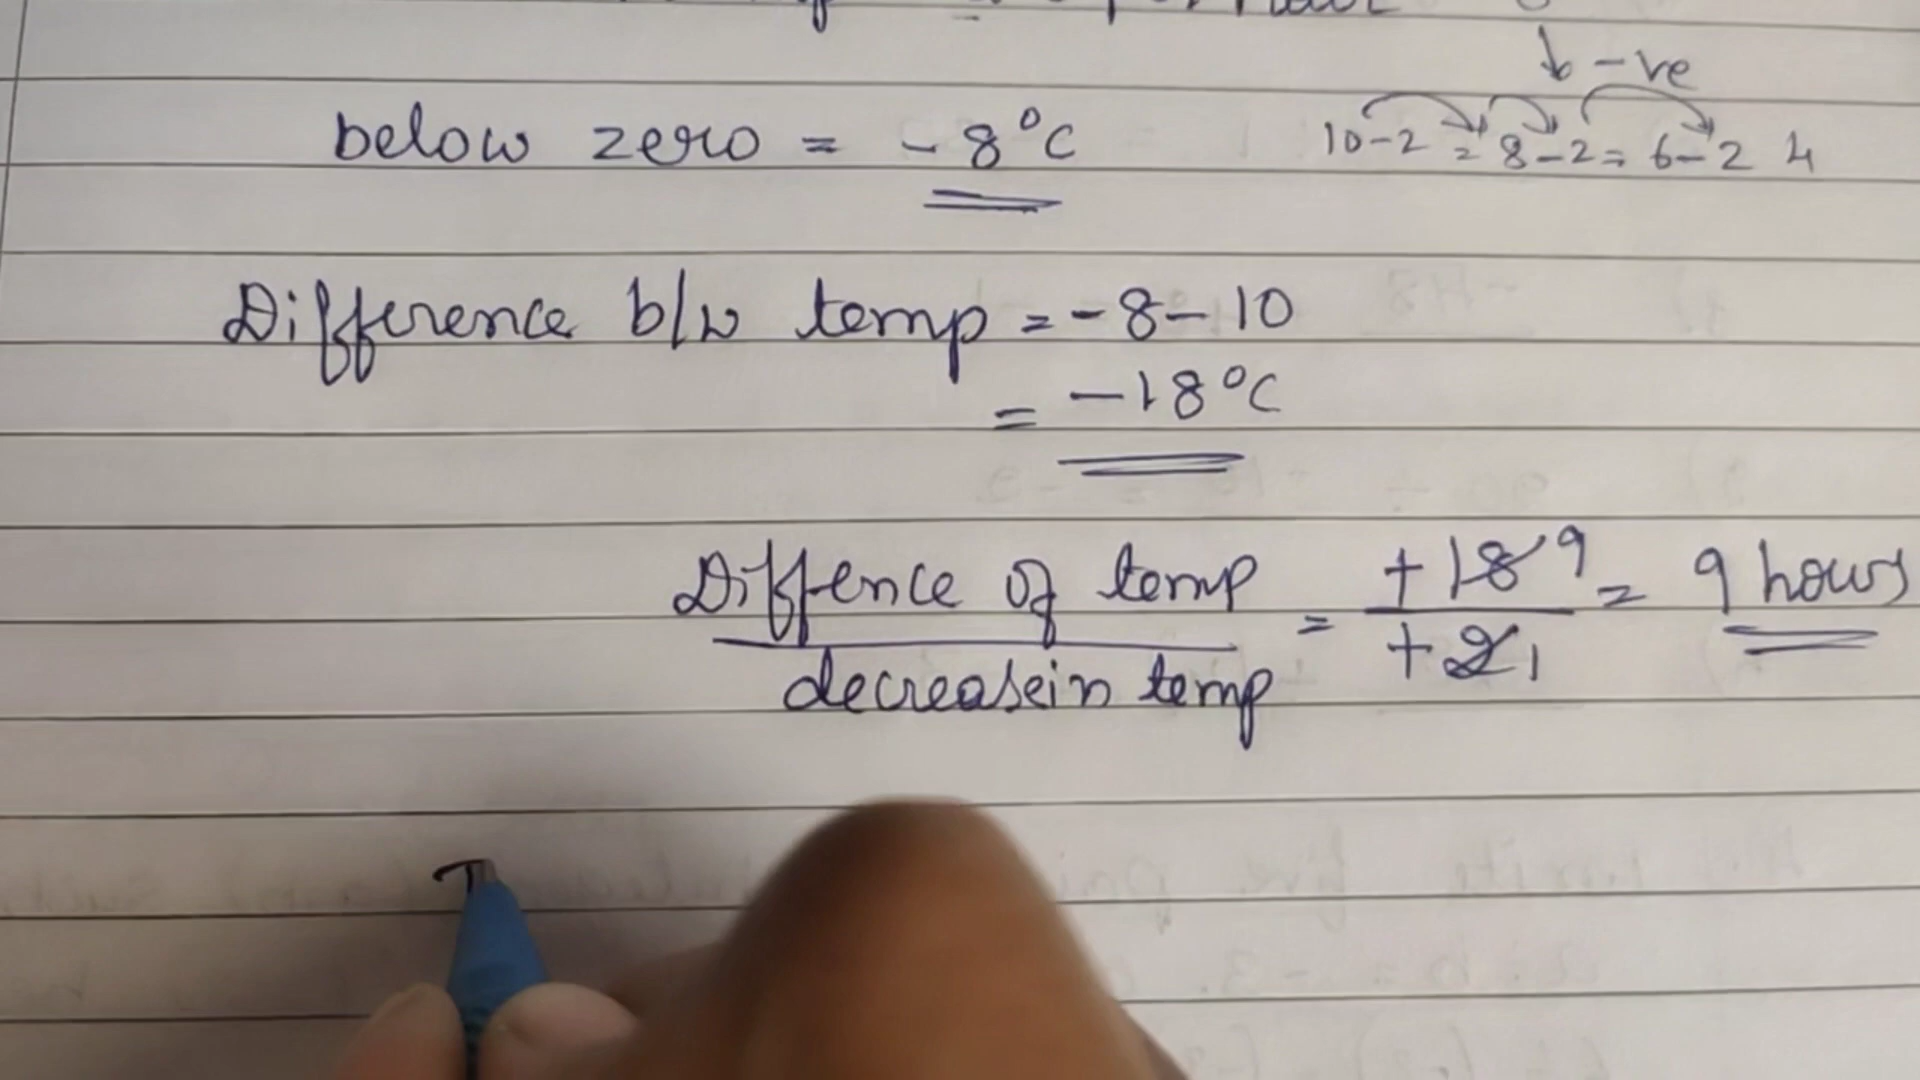 b -ve
10-2 = 8-2 = 6-2 4
below zero = -8°C
Difference b/w temp = -8-10
= -18°C
Diffence of temp / decreasein temp = +18 9 / +2 1 = 9 hours